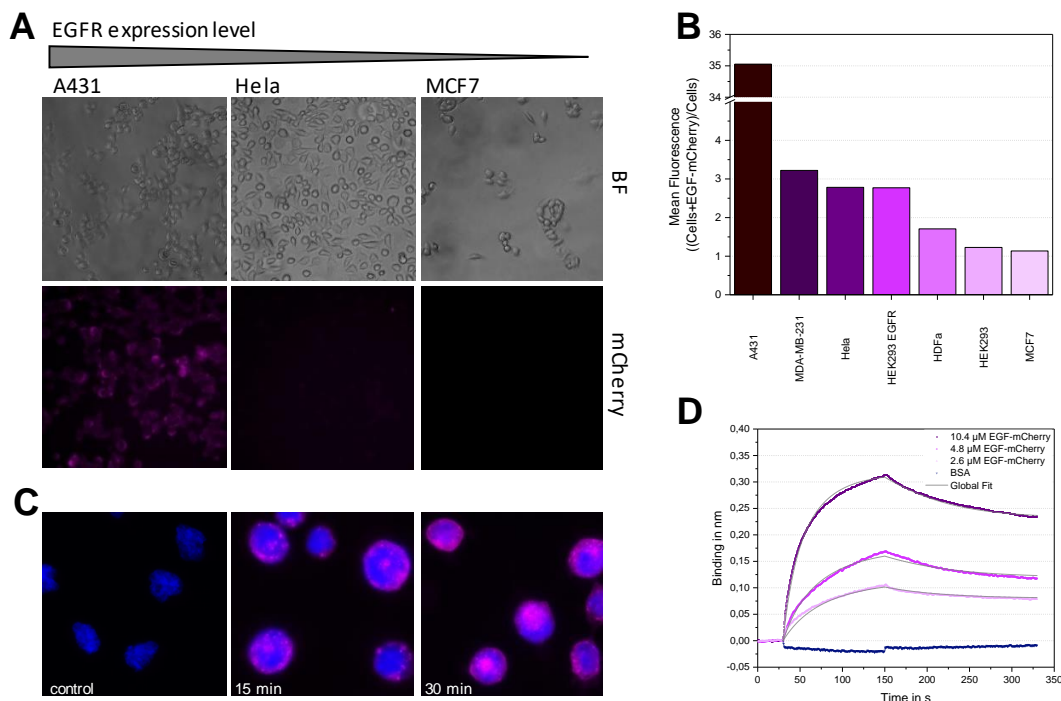 A
EGFR expression level
A431
Hela
MCF7
BF
mCherry
B
Mean Fluorescence
((Cells+EGF-mCherry)/Cells)
36
35
34
4
3
2
1
0
A431
MDA-MB-231
Hela
HEK293 EGFR
HDFa
HEK293
MCF7
C
control
15 min
30 min
D
Binding in nm
0,40
0,35
0,30
0,25
0,20
0,15
0,10
0,05
0,00
-0,05
10.4 µM EGF-mCherry
4.8 µM EGF-mCherry
2.6 µM EGF-mCherry
BSA
Global Fit
0 50 100 150 200 250 300 350
Time in s